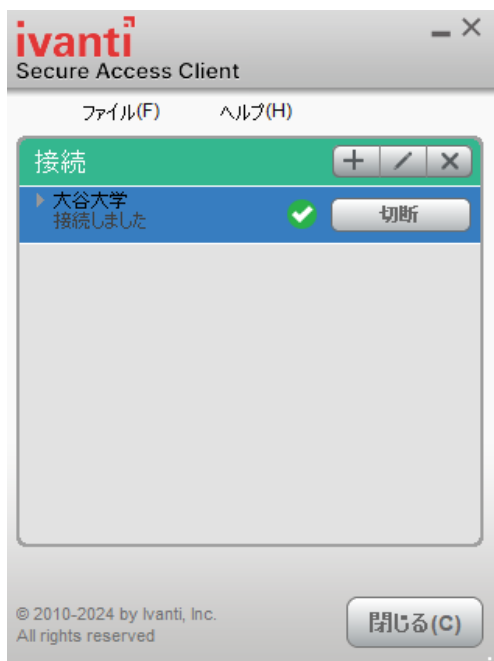 ivanti
Secure Access Client
ファイル(F) ヘルプ(H)
接続
大谷大学
接続しました
切断
© 2010-2024 by Ivanti, Inc.
All rights reserved
閉じる(C)